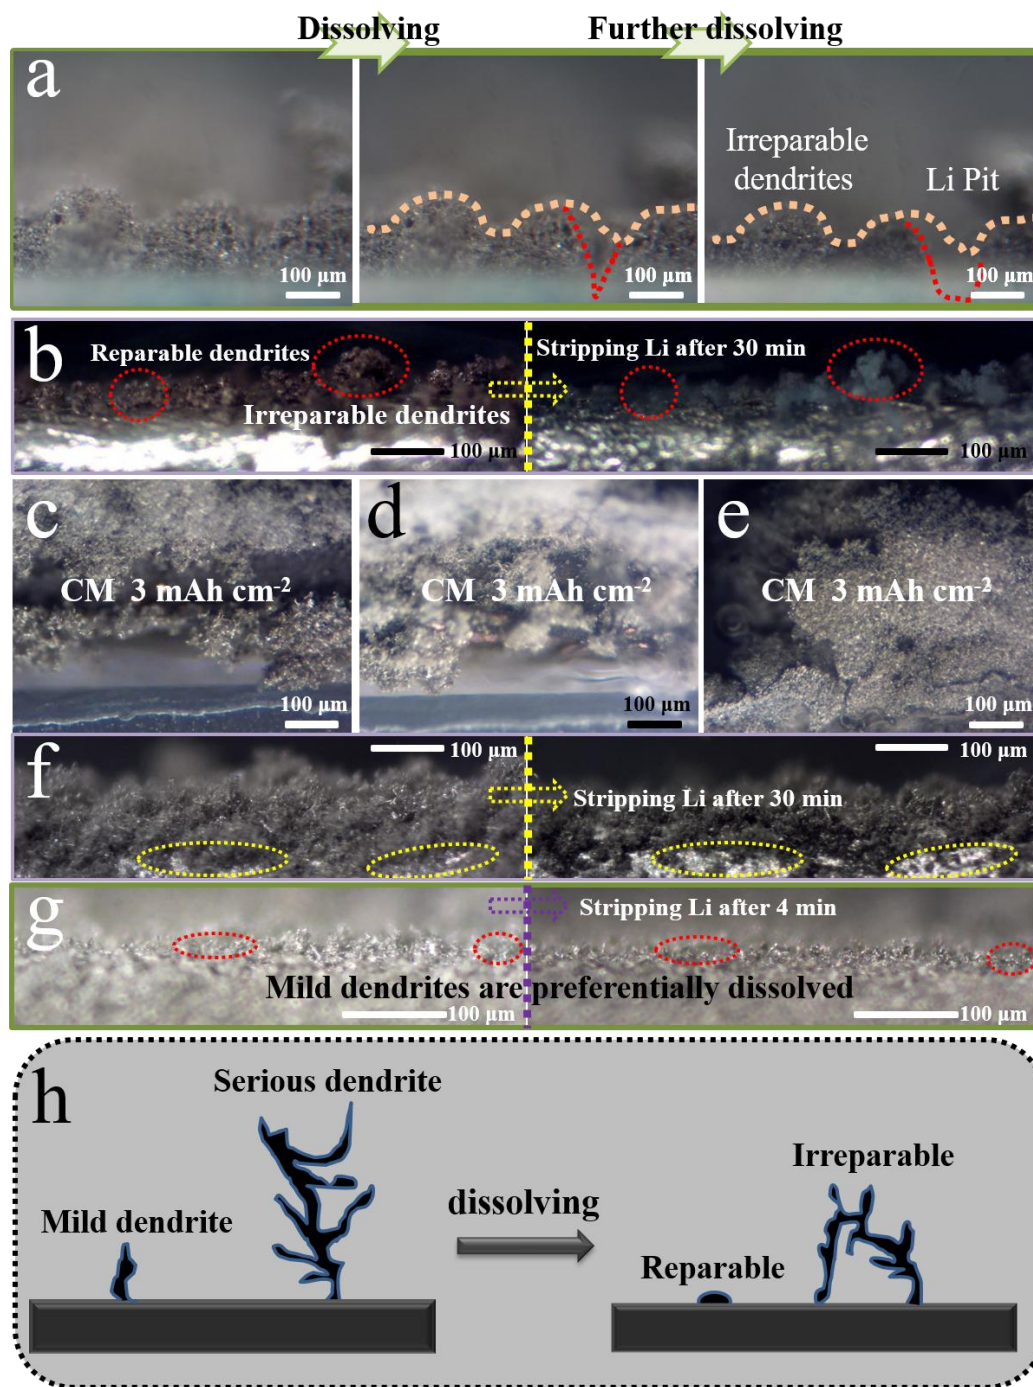 Dissolving
Further dissolving
a
Irreparable
dendrites
Li Pit
100 μm
100 μm
100 μm
b
Reparable dendrites
Irreparable dendrites
Stripping Li after 30 min
100 μm
100 μm
c
CM 3 mAh cm⁻²
100 μm
d
CM 3 mAh cm⁻²
100 μm
e
CM 3 mAh cm⁻²
100 μm
f
100 μm
100 μm
Stripping Li after 30 min
g
Stripping Li after 4 min
Mild dendrites are preferentially dissolved
100 μm
100 μm
h
Serious dendrite
Mild dendrite
dissolving
Irreparable
Reparable